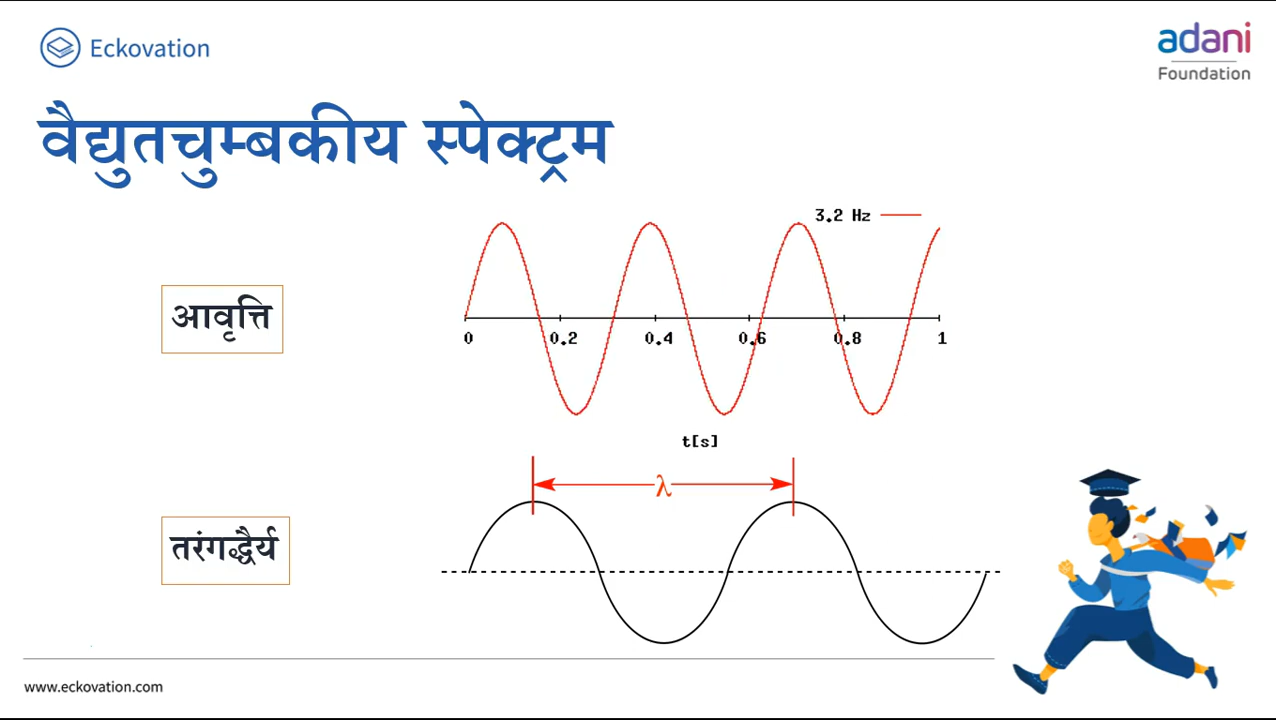 Eckovation
adani
Foundation
वैद्युतचुम्बकीय स्पेक्ट्रम
3.2 Hz
आवृत्ति
0 0.2 0.4 0.6 0.8 1
t[s]
λ
तरंगद्धैर्य
www.eckovation.com